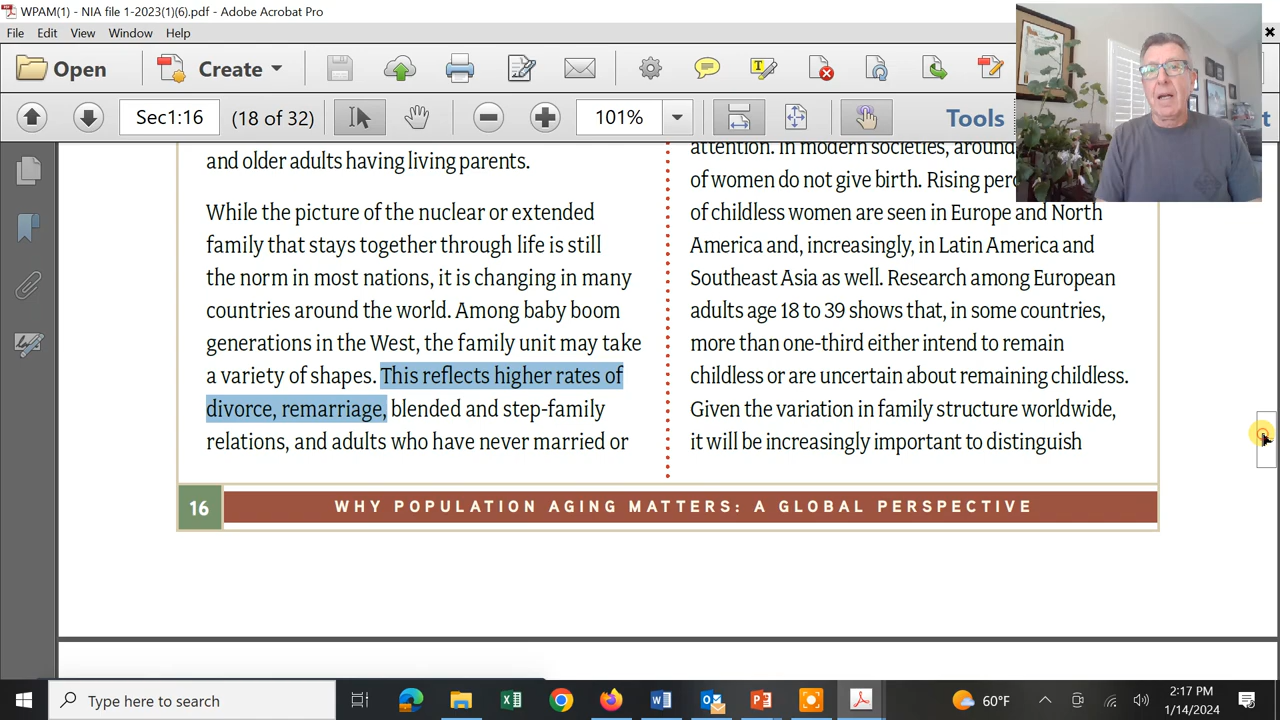 WPAM(1) - NIA file 1-2023(1)(6).pdf - Adobe Acrobat Pro
File Edit View Window Help
Open Create
Sec1:16 (18 of 32) 101% Tools
and older adults having living parents.
While the picture of the nuclear or extended
family that stays together through life is still
the norm in most nations, it is changing in many
countries around the world. Among baby boom
generations in the West, the family unit may take
a variety of shapes. This reflects higher rates of
divorce, remarriage, blended and step-family
relations, and adults who have never married or
attention. In modern societies,
of women do not give birth. Rising
of childless women are seen in Europe and North
America and, increasingly, in Latin America and
Southeast Asia as well. Research among European
adults age 18 to 39 shows that, in some countries,
more than one-third either intend to remain
childless or are uncertain about remaining childless.
Given the variation in family structure worldwide,
it will be increasingly important to distinguish
16 WHY POPULATION AGING MATTERS: A GLOBAL PERSPECTIVE
Type here to search
60°F
2:17 PM
1/14/2024